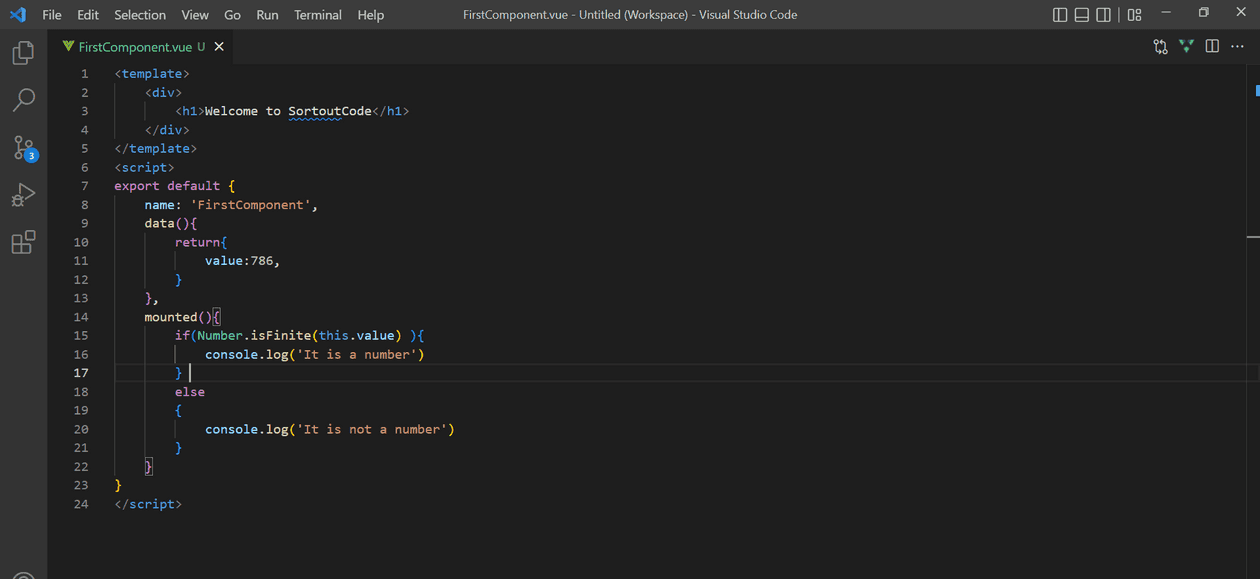 File Edit Selection View Go Run Terminal Help FirstComponent.vue - Untitled (Workspace) - Visual Studio Code
FirstComponent.vue U
1 <template>
2     <div>
3         <h1>Welcome to SortoutCode</h1>
4     </div>
5 </template>
6 <script>
7 export default {
8     name: 'FirstComponent',
9     data(){
10         return{
11             value:786,
12         }
13     },
14     mounted(){
15         if(Number.isFinite(this.value) ){
16             console.log('It is a number')
17         }
18         else
19         {
20             console.log('It is not a number')
21         }
22     }
23 }
24 </script>
3